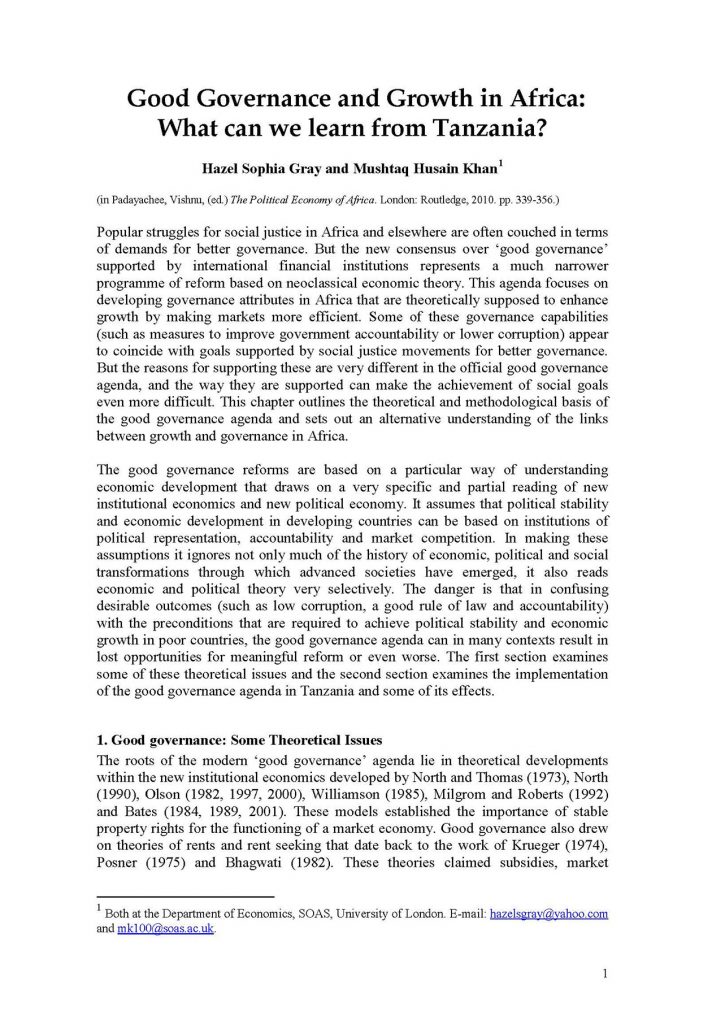 Good Governance and Growth in Africa:
What can we learn from Tanzania?
Hazel Sophia Gray and Mushtaq Husain Khan1
(in Padayachee, Vishnu, (ed.) The Political Economy of Africa. London: Routledge, 2010. pp. 339-356.)
Popular struggles for social justice in Africa and elsewhere are often couched in terms
of demands for better governance. But the new consensus over ‘good governance’
supported by international financial institutions represents a much narrower
programme of reform based on neoclassical economic theory. This agenda focuses on
developing governance attributes in Africa that are theoretically supposed to enhance
growth by making markets more efficient. Some of these governance capabilities
(such as measures to improve government accountability or lower corruption) appear
to coincide with goals supported by social justice movements for better governance.
But the reasons for supporting these are very different in the official good governance
agenda, and the way they are supported can make the achievement of social goals
even more difficult. This chapter outlines the theoretical and methodological basis of
the good governance agenda and sets out an alternative understanding of the links
between growth and governance in Africa.
The good governance reforms are based on a particular way of understanding
economic development that draws on a very specific and partial reading of new
institutional economics and new political economy. It assumes that political stability
and economic development in developing countries can be based on institutions of
political representation, accountability and market competition. In making these
assumptions it ignores not only much of the history of economic, political and social
transformations through which advanced societies have emerged, it also reads
economic and political theory very selectively. The danger is that in confusing
desirable outcomes (such as low corruption, a good rule of law and accountability)
with the preconditions that are required to achieve political stability and economic
growth in poor countries, the good governance agenda can in many contexts result in
lost opportunities for meaningful reform or even worse. The first section examines
some of these theoretical issues and the second section examines the implementation
of the good governance agenda in Tanzania and some of its effects.
1. Good governance: Some Theoretical Issues
The roots of the modern ‘good governance’ agenda lie in theoretical developments
within the new institutional economics developed by North and Thomas (1973), North
(1990), Olson (1982, 1997, 2000), Williamson (1985), Milgrom and Roberts (1992)
and Bates (1984, 1989, 2001). These models established the importance of stable
property rights for the functioning of a market economy. Good governance also drew
on theories of rents and rent seeking that date back to the work of Krueger (1974),
Posner (1975) and Bhagwati (1982). These theories claimed subsidies, market
1 Both at the Department of Economics, SOAS, University of London. E-mail: hazelsgray@yahoo.com
and mk100@soas.ac.uk.
1